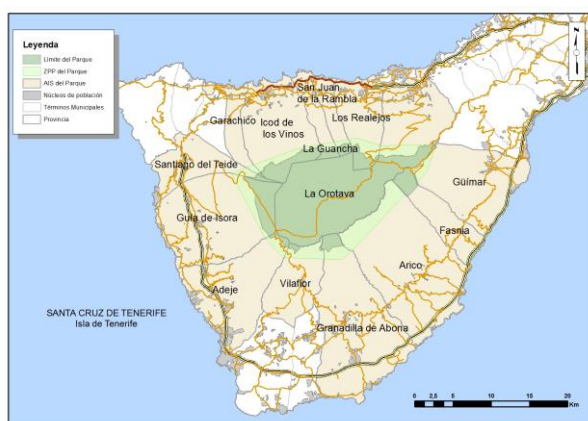 Leyenda
Límite del Parque
ZPP del Parque
AIS del Parque
Núcleos de población
Términos Municipales
Provincia
N
San Juan
de la Rambla
Garachico
Icod de
los Vinos
Los Realejos
La Guancha
Santiago del Teide
La Orotava
Güímar
Guia de Isora
Fasnia
Arico
Vilaflor
Adeje
SANTA CRUZ DE TENERIFE
Isla de Tenerife
Granadilla de Abona
0 2,5 5 10 15 20
Km